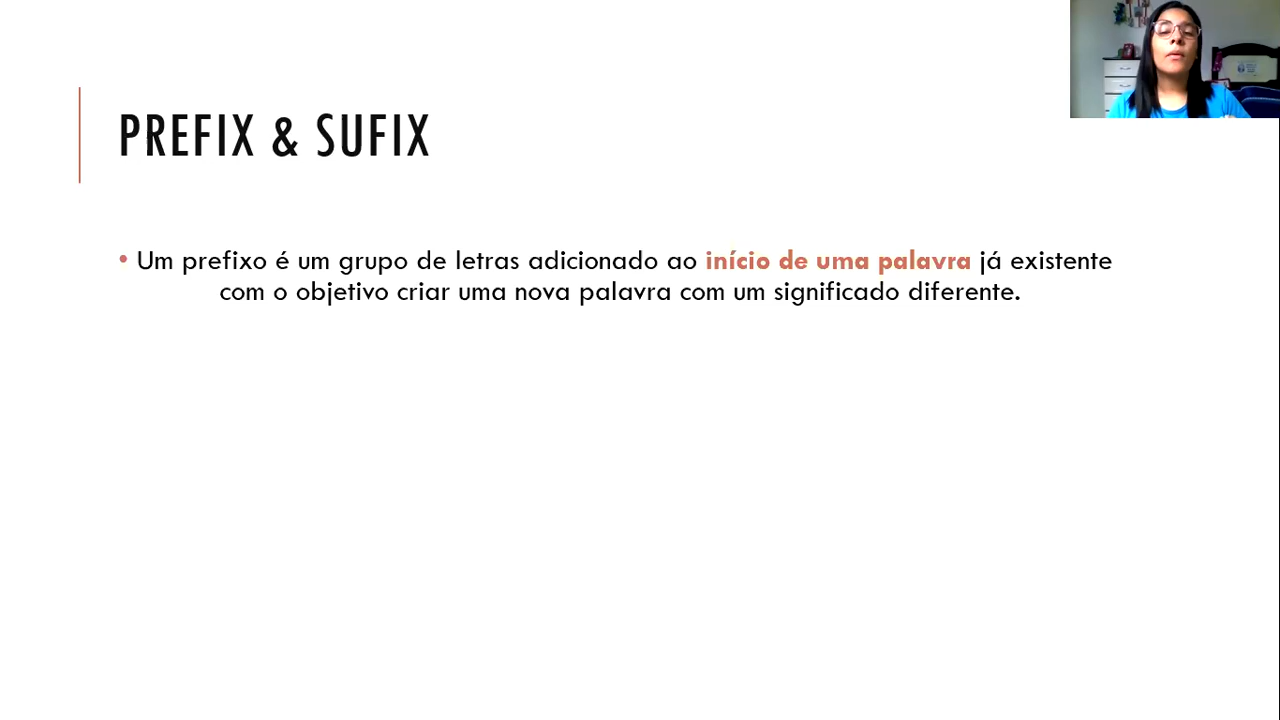 PREFIX & SUFIX
• Um prefixo é um grupo de letras adicionado ao início de uma palavra já existente
com o objetivo criar uma nova palavra com um significado diferente.